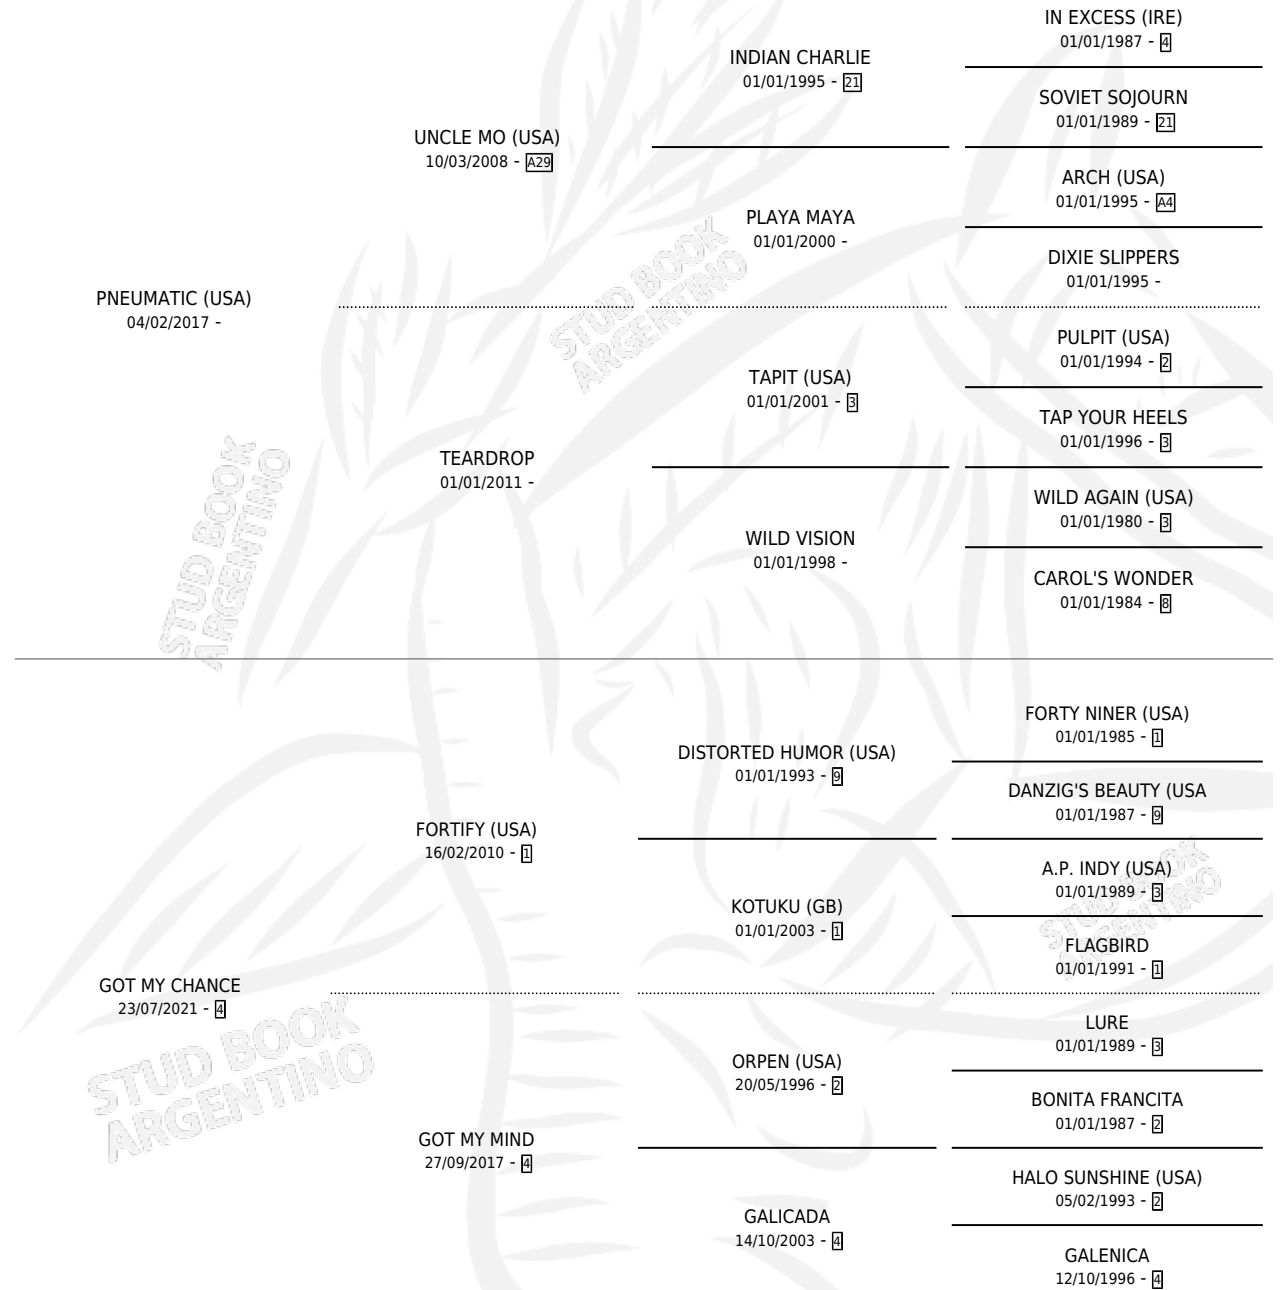 IN EXCESS (IRE)
01/01/1987 - 4
INDIAN CHARLIE
01/01/1995 - 21
SOVIET SOJOURN
01/01/1989 - 21
UNCLE MO (USA)
10/03/2008 - A29
ARCH (USA)
01/01/1995 - A4
PLAYA MAYA
01/01/2000 -
DIXIE SLIPPERS
01/01/1995 -
PNEUMATIC (USA)
04/02/2017 -
STUD BOOK
ARGENTINO
PULPIT (USA)
01/01/1994 - 2
TAPIT (USA)
01/01/2001 - 3
TAP YOUR HEELS
01/01/1996 - 3
TEARDROP
01/01/2011 -
WILD AGAIN (USA)
01/01/1980 - 3
WILD VISION
01/01/1998 -
CAROL'S WONDER
01/01/1984 - 8
STUD BOOK
ARGENTINO
FORTY NINER (USA)
01/01/1985 - 1
DISTORTED HUMOR (USA)
01/01/1993 - 9
DANZIG'S BEAUTY (USA
01/01/1987 - 9
FORTIFY (USA)
16/02/2010 - 1
A.P. INDY (USA)
01/01/1989 - 3
KOTUKU (GB)
01/01/2003 - 1
STUD BOOK
ARGENTINO
FLAGBIRD
01/01/1991 - 1
GOT MY CHANCE
23/07/2021 - 4
LURE
01/01/1989 - 3
ORPEN (USA)
20/05/1996 - 2
STUD BOOK
ARGENTINO
BONITA FRANCITA
01/01/1987 - 2
GOT MY MIND
27/09/2017 - 4
HALO SUNSHINE (USA)
05/02/1993 - 2
GALICADA
14/10/2003 - 4
GALENICA
12/10/1996 - 4